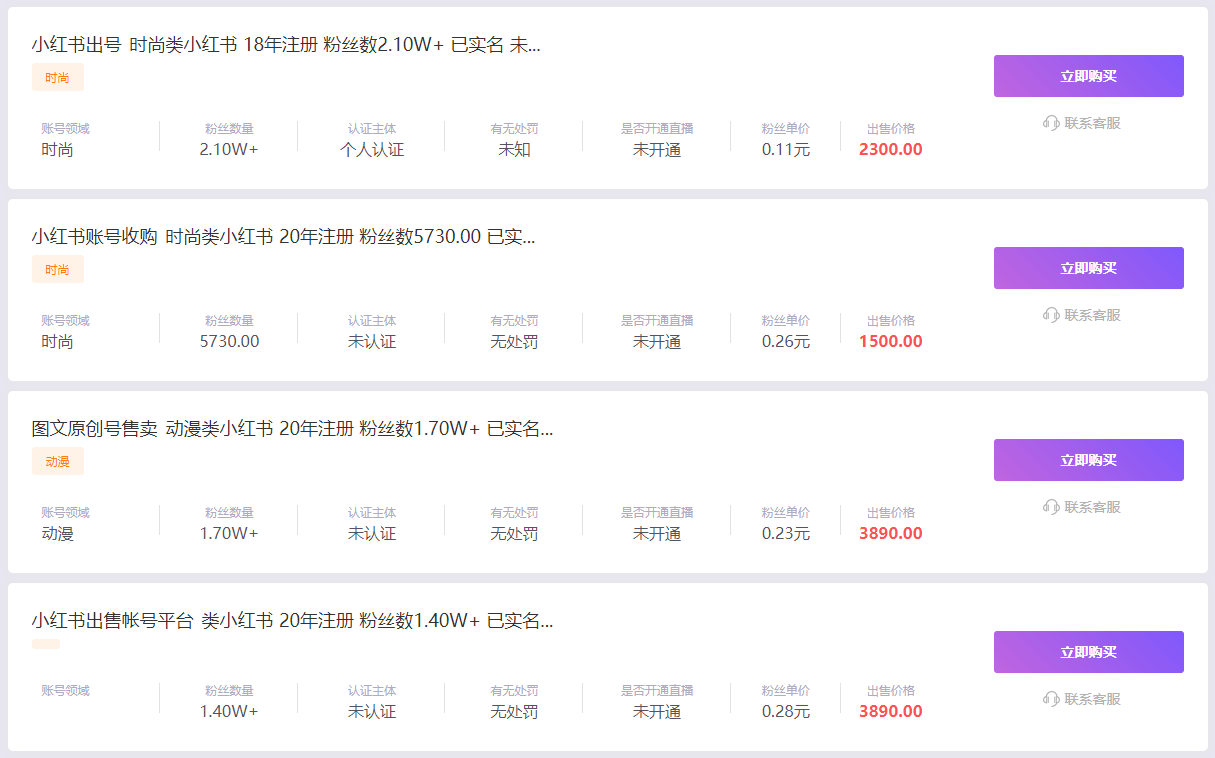 小红书出号 时尚类小红书 18年注册 粉丝数2.10W+ 已实名 未...
时尚
立即购买
联系客服
账号领域 粉丝数量 认证主体 有无处罚 是否开通直播 粉丝单价 出售价格
时尚 2.10W+ 个人认证 未知 未开通 0.11元 2300.00
小红书账号收购 时尚类小红书 20年注册 粉丝数5730.00 已实...
时尚
立即购买
联系客服
账号领域 粉丝数量 认证主体 有无处罚 是否开通直播 粉丝单价 出售价格
时尚 5730.00 未认证 无处罚 未开通 0.26元 1500.00
图文原创号售卖 动漫类小红书 20年注册 粉丝数1.70W+ 已实名...
动漫
立即购买
联系客服
账号领域 粉丝数量 认证主体 有无处罚 是否开通直播 粉丝单价 出售价格
动漫 1.70W+ 未认证 无处罚 未开通 0.23元 3890.00
小红书出售帐号平台 类小红书 20年注册 粉丝数1.40W+ 已实名...
立即购买
联系客服
账号领域 粉丝数量 认证主体 有无处罚 是否开通直播 粉丝单价 出售价格
1.40W+ 未认证 无处罚 未开通 0.28元 3890.00